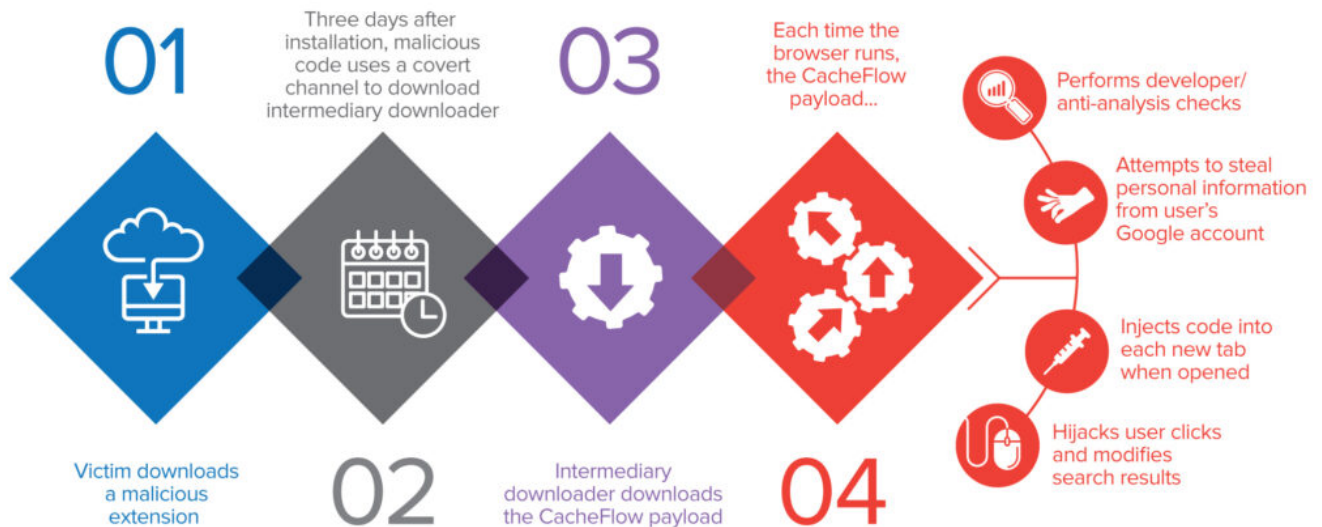 01
Victim downloads
a malicious
extension
Three days after
installation, malicious
code uses a covert
channel to download
intermediary downloader
02
03
Intermediary
downloader downloads
the CacheFlow payload
Each time the
browser runs,
the CacheFlow
payload...
04
Performs developer/
anti-analysis checks
Attempts to steal
personal information
from user's
Google account
Injects code into
each new tab
when opened
Hijacks user clicks
and modifies
search results